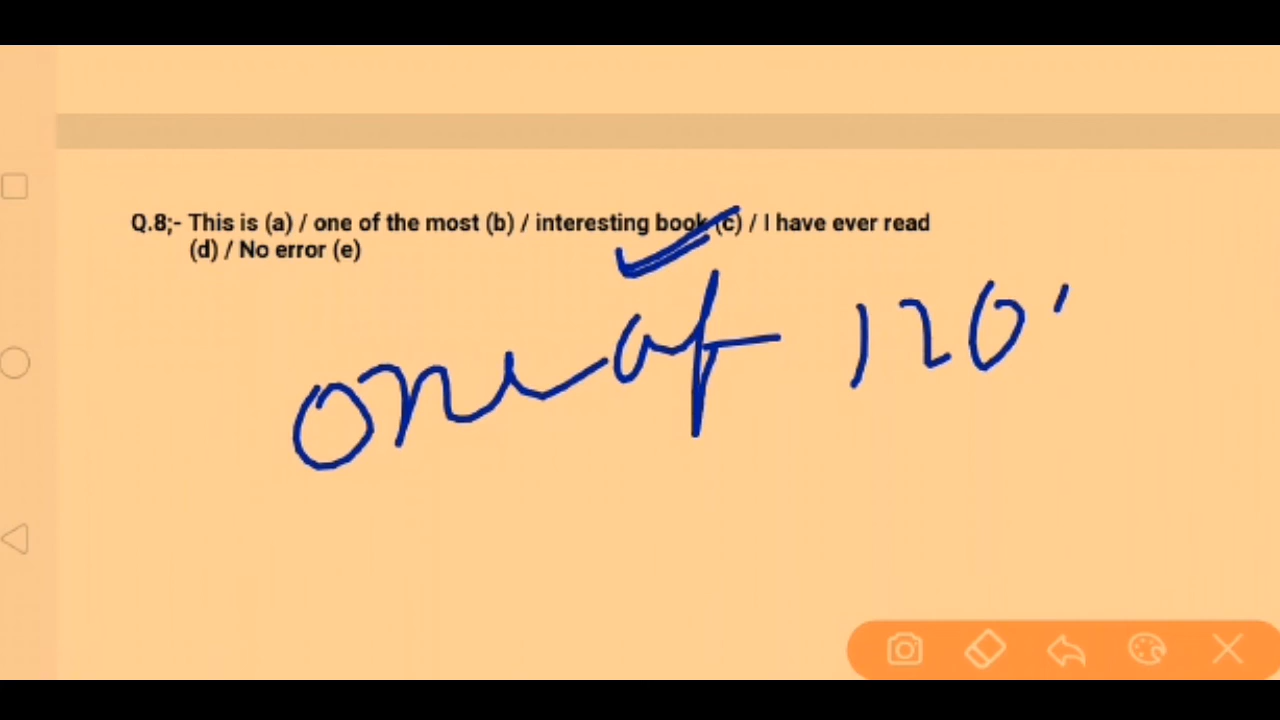 Q.8;- This is (a) / one of the most (b) / interesting book (c) / I have ever read
(d) / No error (e)
one of 120